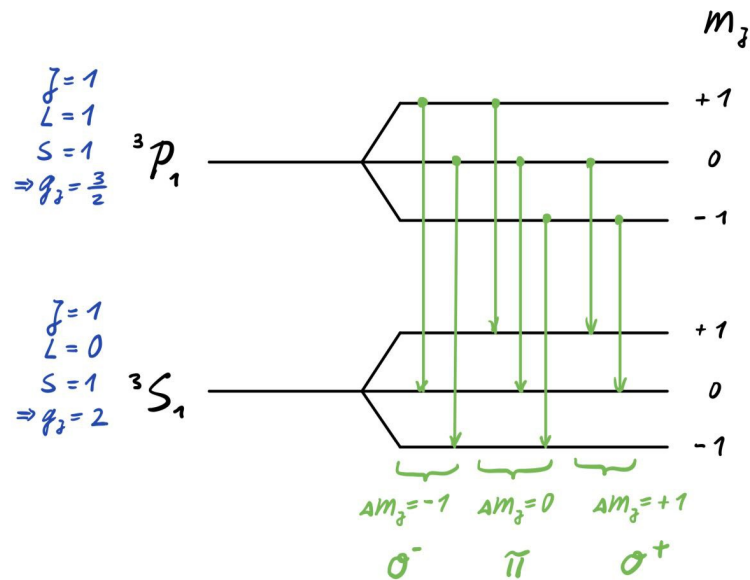 m_J
J = 1
L = 1
S = 1
⇒ g_J = 3/2
³P₁
+1
0
-1
J = 1
L = 0
S = 1
⇒ g_J = 2
³S₁
+1
0
-1
Δm_J = -1
Δm_J = 0
Δm_J = +1
σ⁻
π
σ⁺